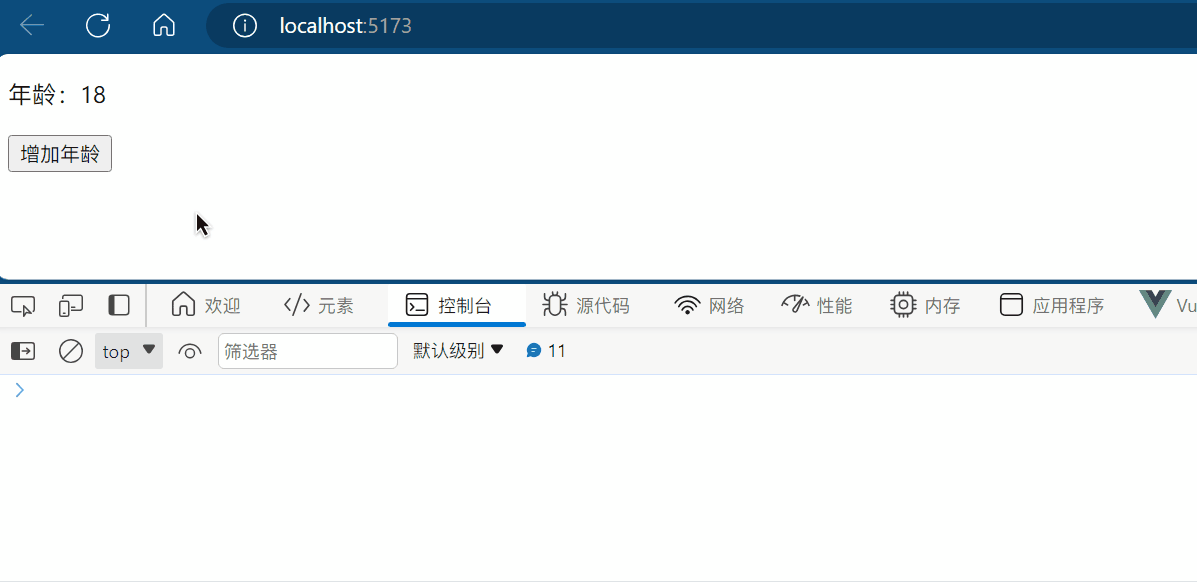 localhost:5173
年龄：18
增加年龄
欢迎 元素 控制台 源代码 网络 性能 内存 应用程序 Vu
top 筛选器 默认级别 11